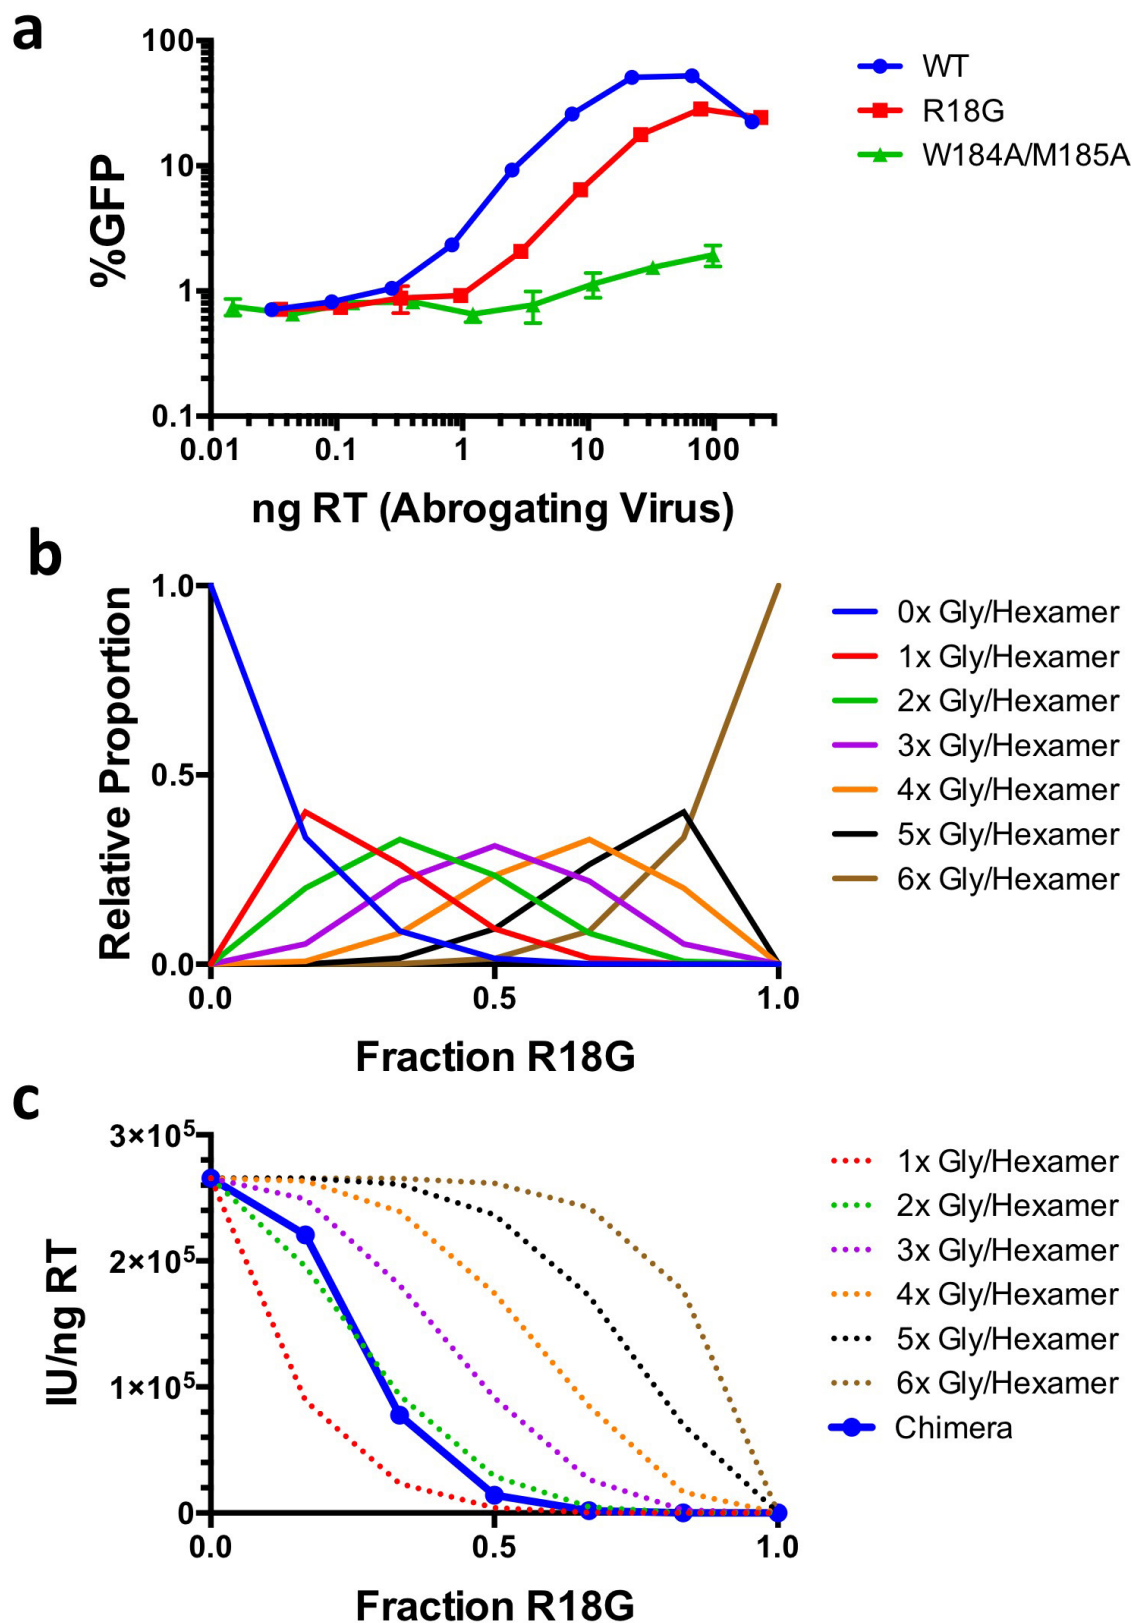 a
100
10
1
0.1
%GFP
0.01 0.1 1 10 100
ng RT (Abrogating Virus)
WT
R18G
W184A/M185A
b
1.0
0.5
0.0
Relative Proportion
0.0 0.5 1.0
Fraction R18G
0x Gly/Hexamer
1x Gly/Hexamer
2x Gly/Hexamer
3x Gly/Hexamer
4x Gly/Hexamer
5x Gly/Hexamer
6x Gly/Hexamer
c
3×10⁵
2×10⁵
1×10⁵
0
IU/ng RT
0.0 0.5 1.0
Fraction R18G
1x Gly/Hexamer
2x Gly/Hexamer
3x Gly/Hexamer
4x Gly/Hexamer
5x Gly/Hexamer
6x Gly/Hexamer
Chimera